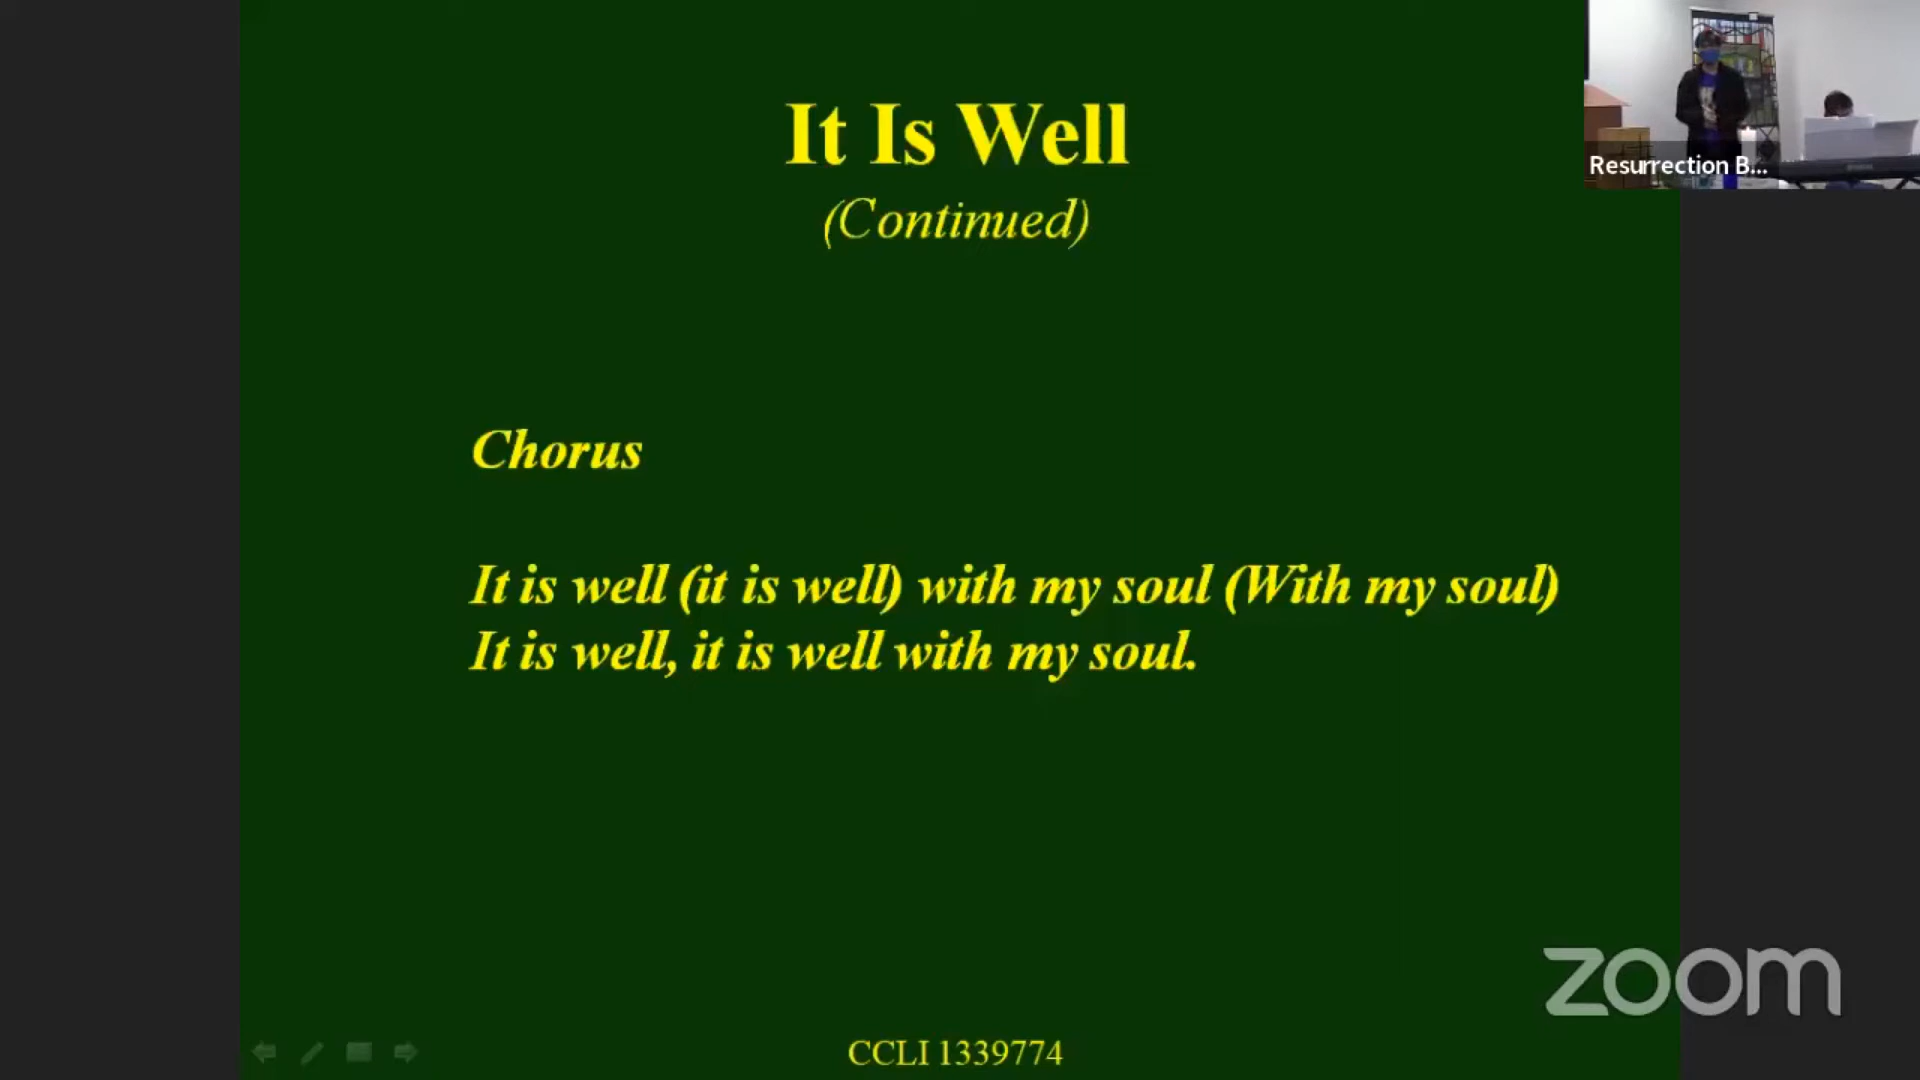 It Is Well
(Continued)
Resurrection B...
Chorus
It is well (it is well) with my soul (With my soul)
It is well, it is well with my soul.
zoom
CCLI 1339774